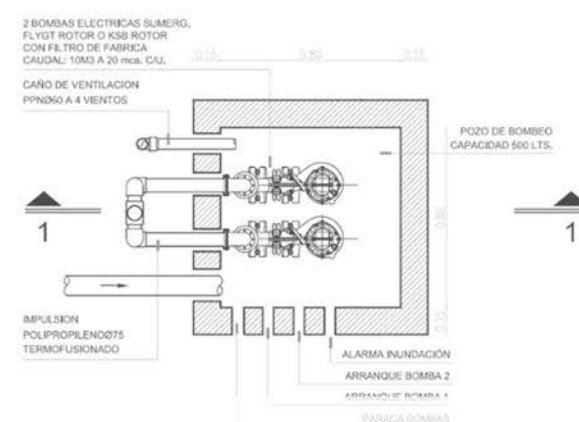 2 BOMBAS ELECTRICAS SUMERG.
FLYGT ROTOR O KSB ROTOR
CON FILTRO DE FABRICA
CAUDAL: 10M3 A 20 mca. C/U.
0.15 0.80 0.15
CAÑO DE VENTILACION
PPNØ60 A 4 VIENTOS
POZO DE BOMBEO
CAPACIDAD 500 LTS.
1
0.80
1
0.15
IMPULSION
POLIPROPILENOØ75
TERMOFUSIONADO
ALARMA INUNDACIÓN
ARRANQUE BOMBA 2
ARRANQUE BOMBA 1
PARADA BOMBAS